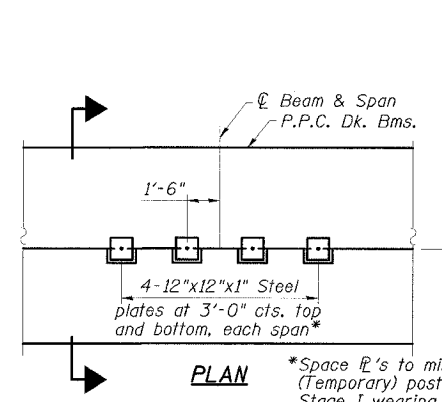 ℄ Beam & Span
P.P.C. Dk. Bms.
1'-6"
4-12"x12"x1" Steel
plates at 3'-0" cts. top
and bottom, each span*
PLAN
*Space ⅊'s to
(Temporary) post
Stage I wearing